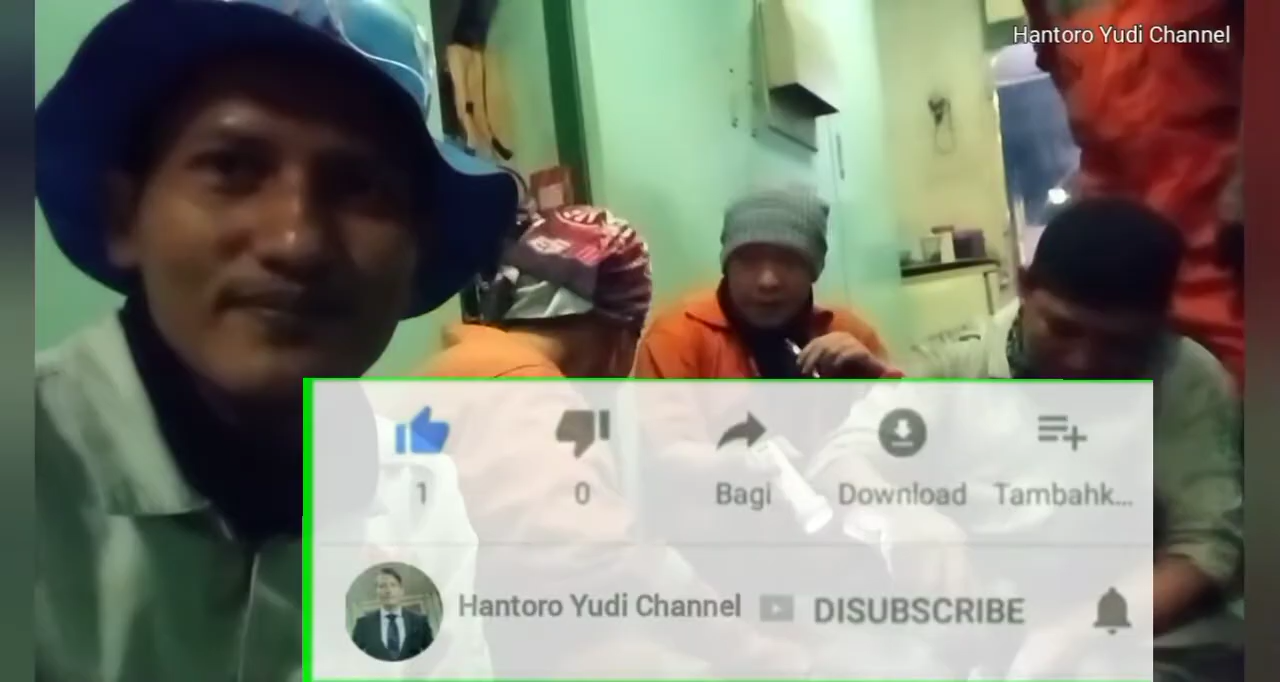 Hantoro Yudi Channel
1
0
Bagi
Download
Tambahk...
Hantoro Yudi Channel
DISUBSCRIBE